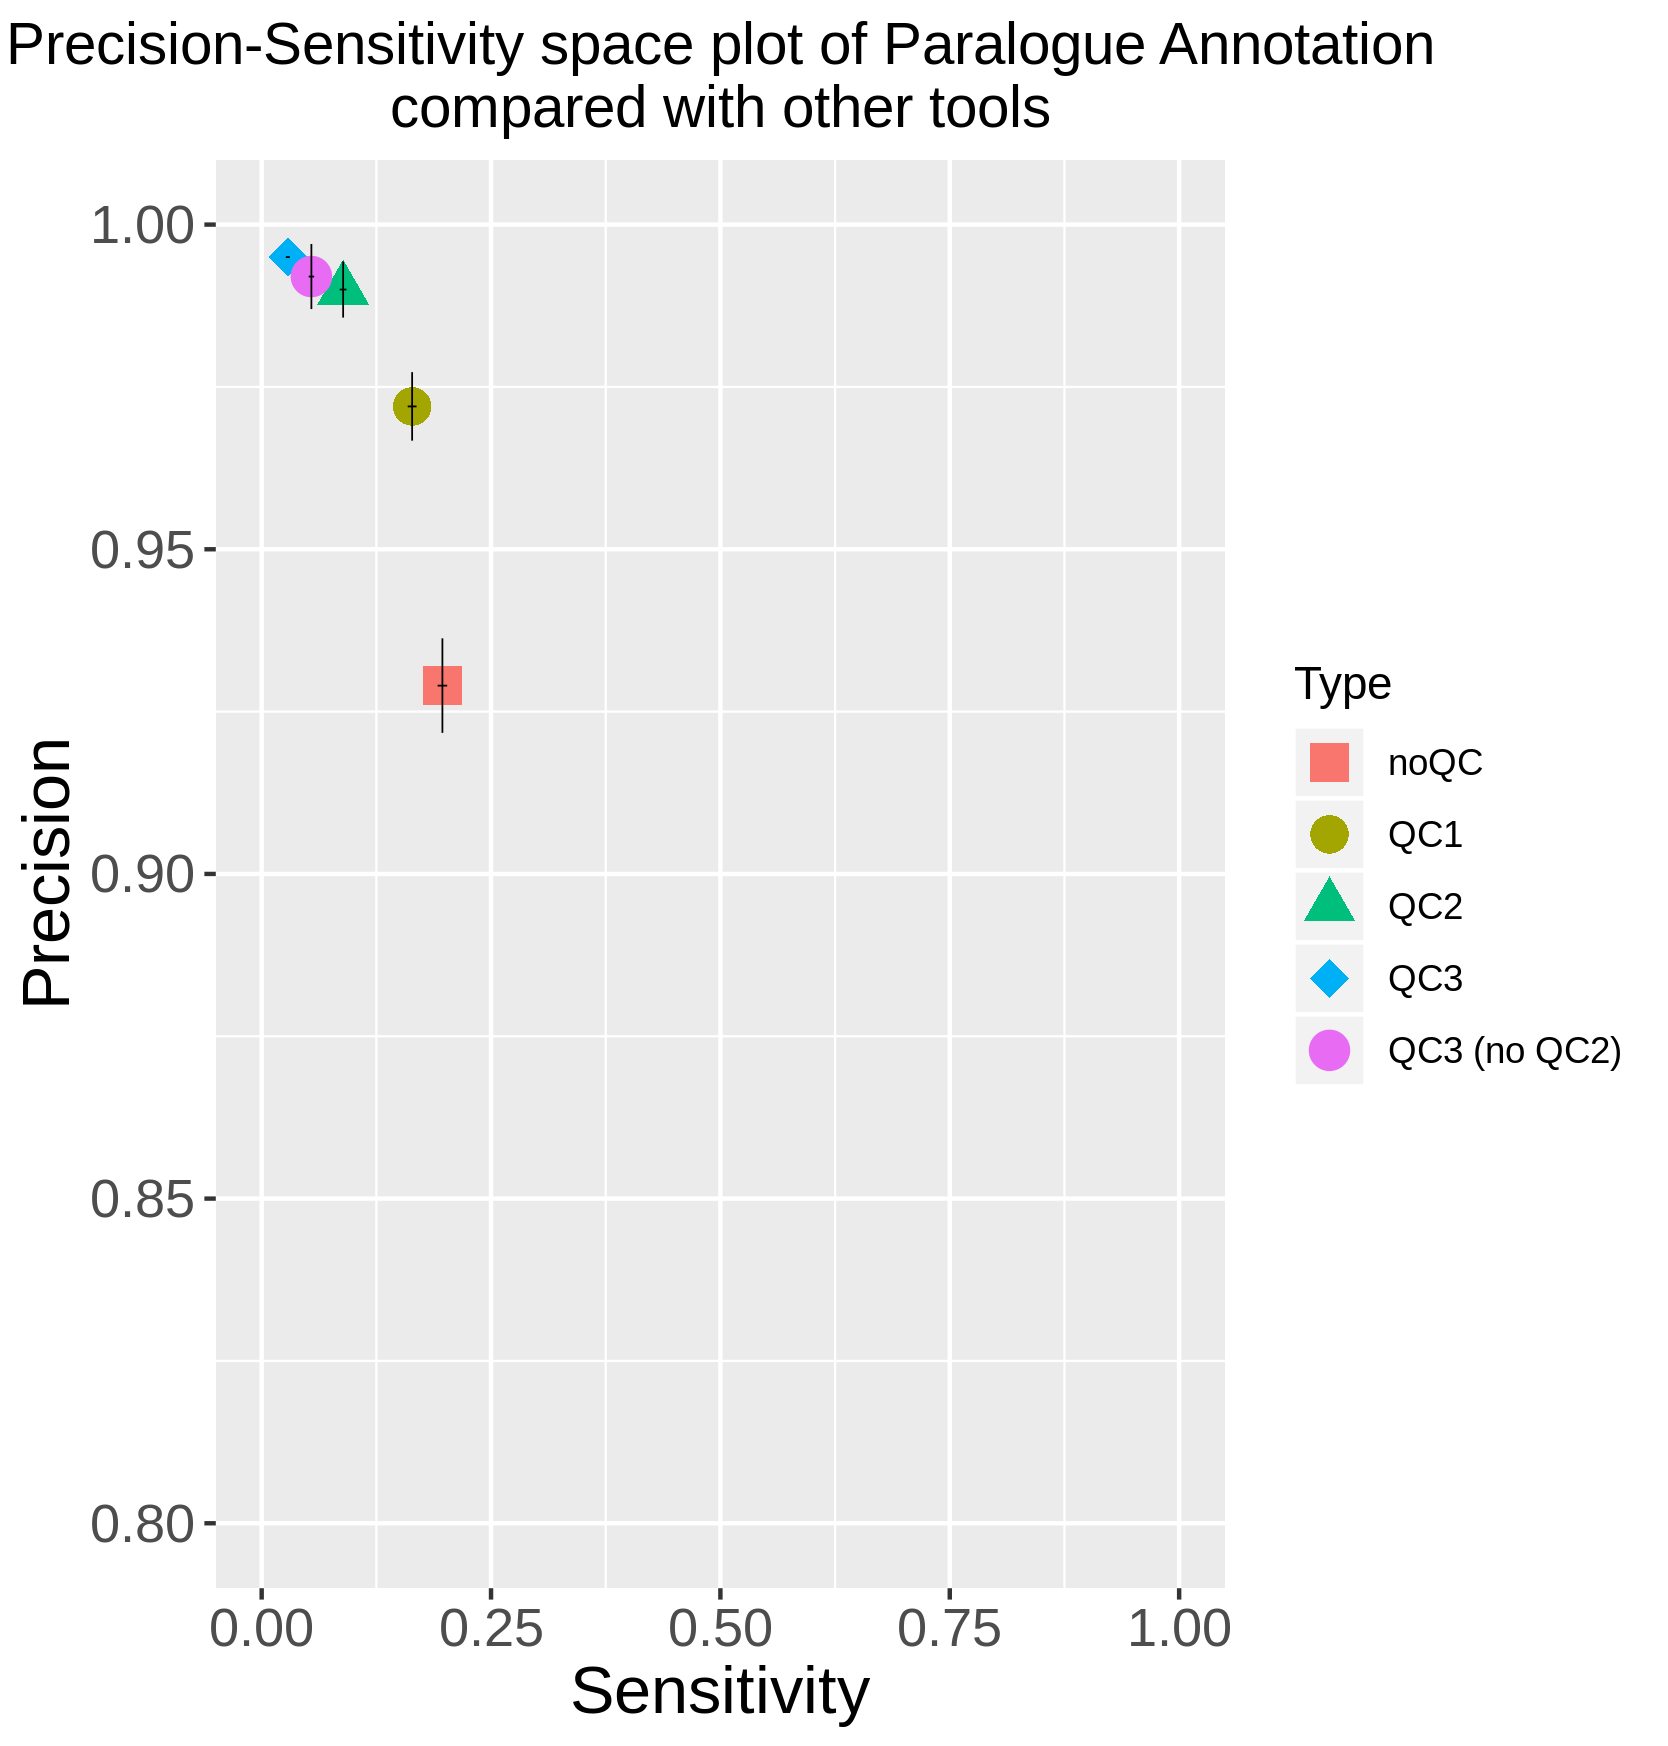 Precision-Sensitivity space plot of Paralogue Annotation
compared with other tools
1.00
0.95
0.90
0.85
0.80
Precision
0.00 0.25 0.50 0.75 1.00
Sensitivity
Type
noQC
QC1
QC2
QC3
QC3 (no QC2)